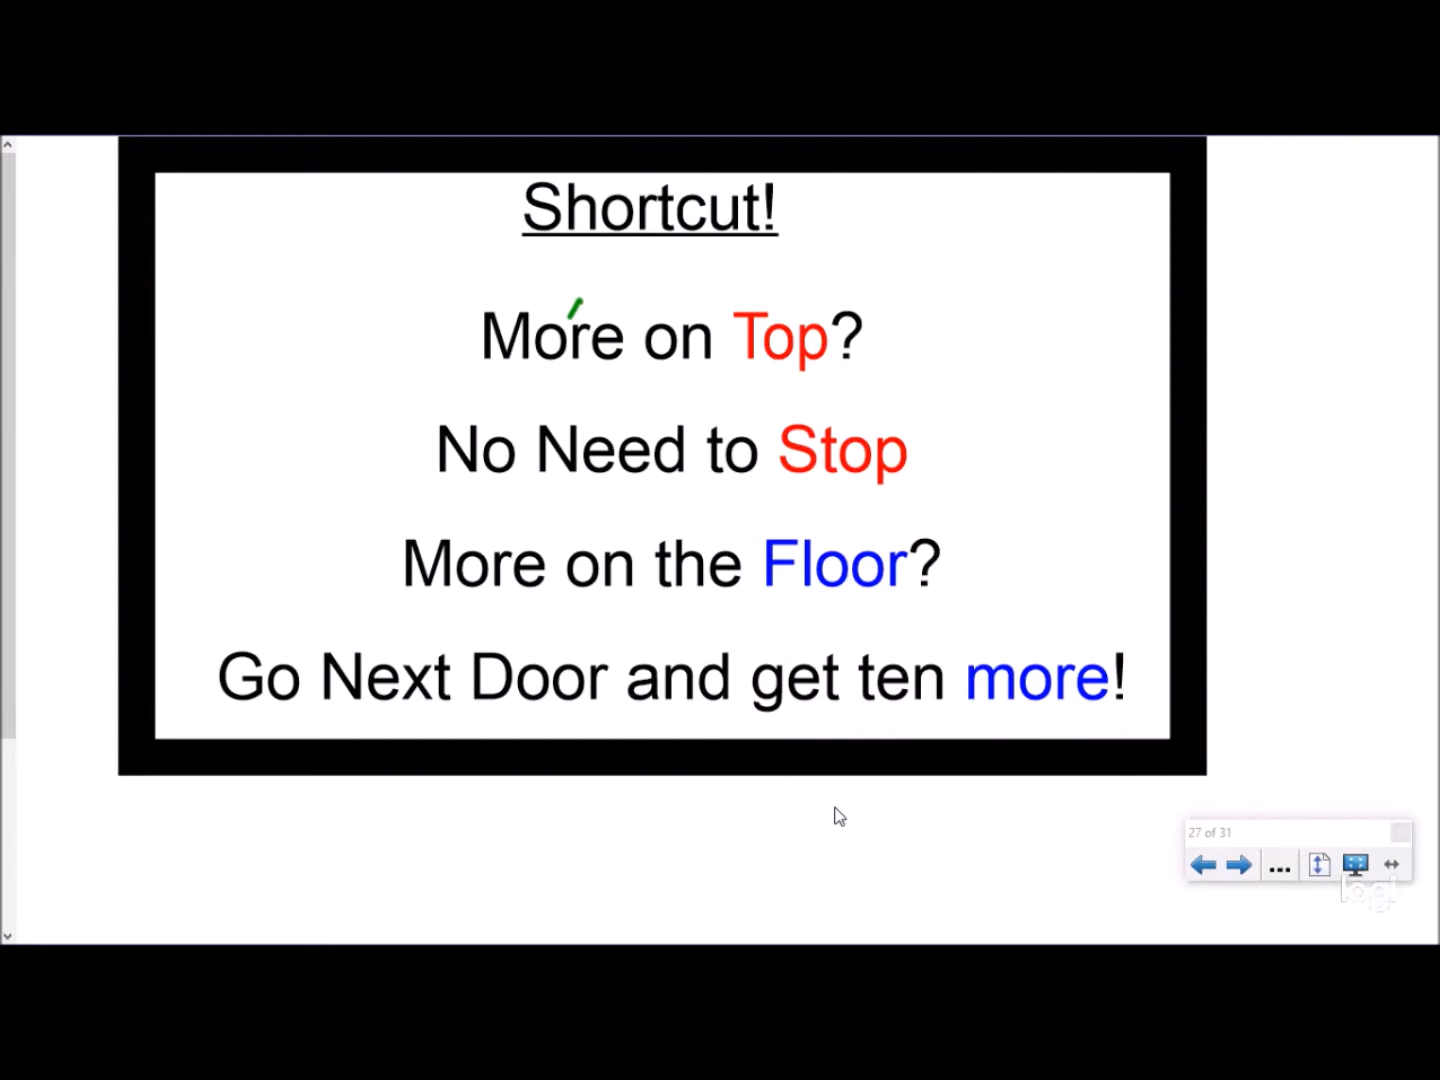 Shortcut!
More on Top?
No Need to Stop
More on the Floor?
Go Next Door and get ten more!
27 of 31
...
logi